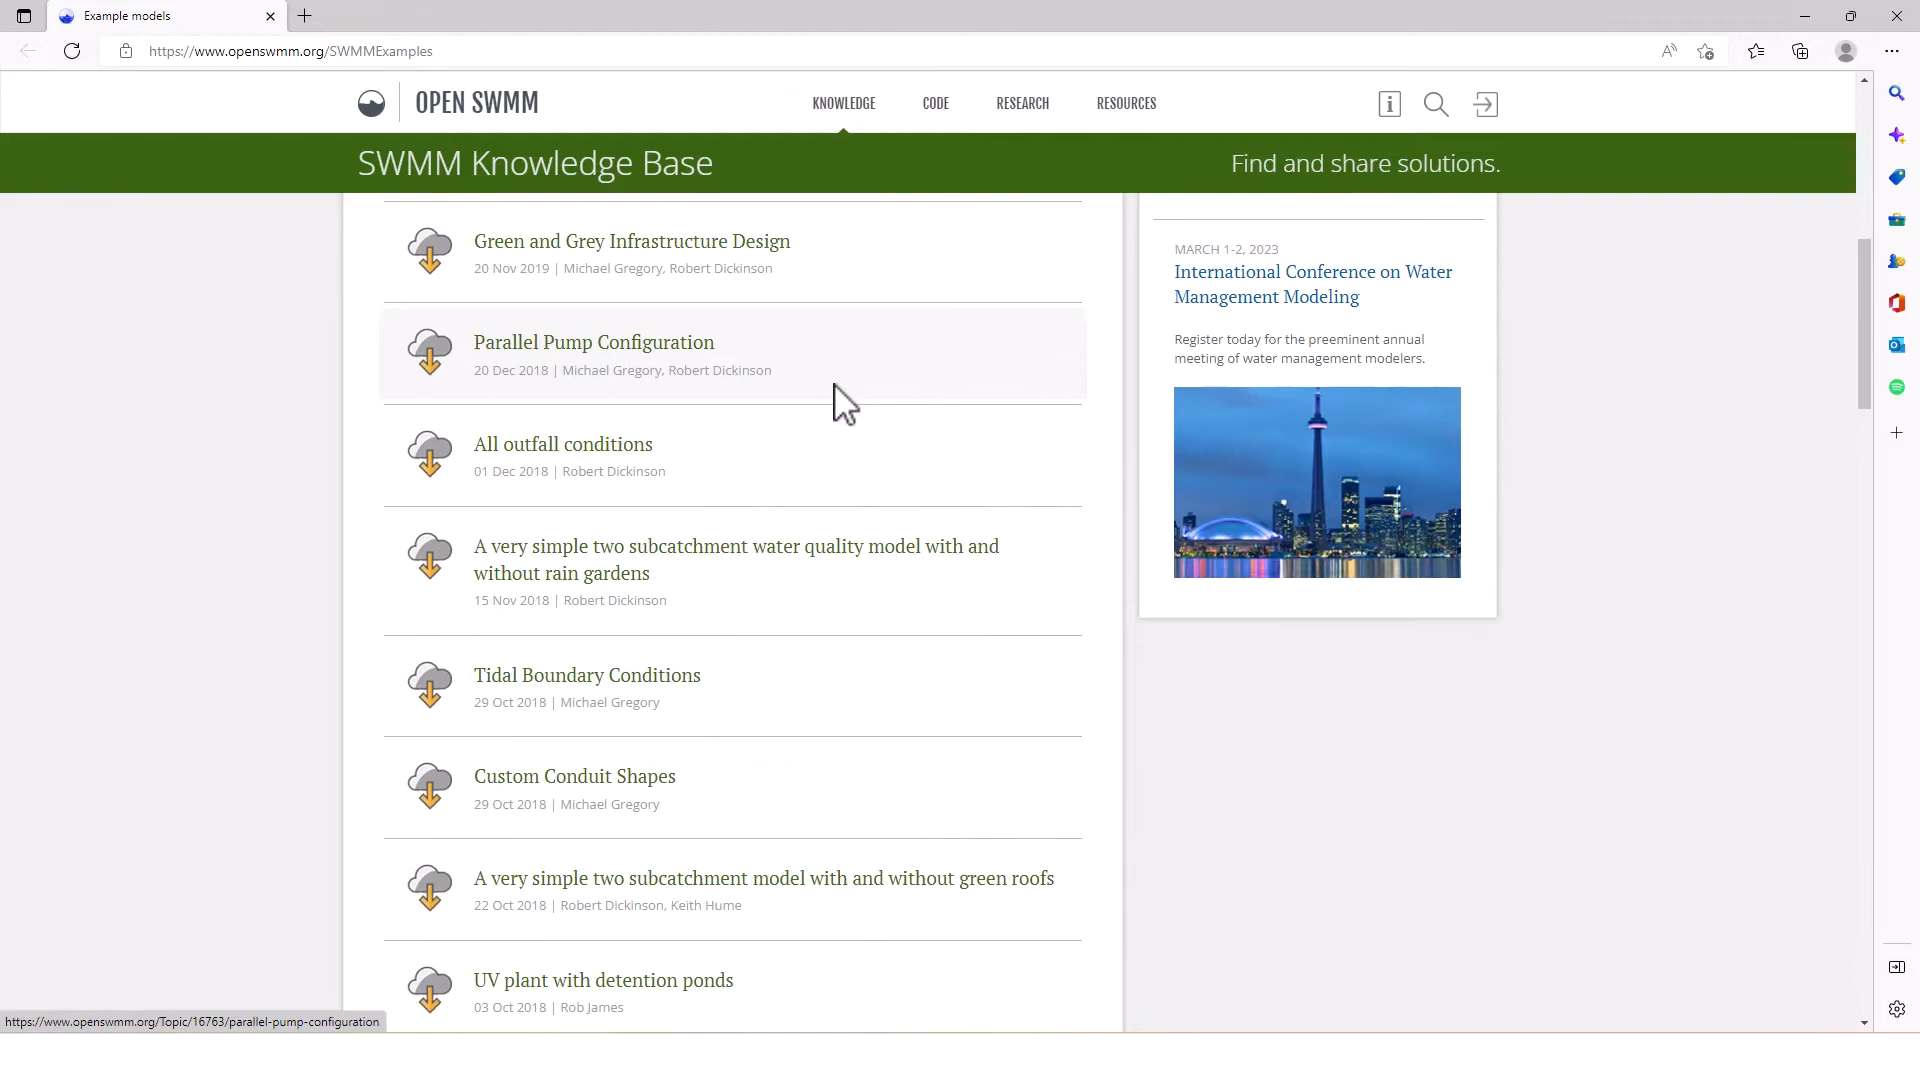 Example models
https://www.openswmm.org/SWMMExamples
OPEN SWMM
KNOWLEDGE
CODE
RESEARCH
RESOURCES
SWMM Knowledge Base
Find and share solutions.
Green and Grey Infrastructure Design
20 Nov 2019 | Michael Gregory, Robert Dickinson
Parallel Pump Configuration
20 Dec 2018 | Michael Gregory, Robert Dickinson
All outfall conditions
01 Dec 2018 | Robert Dickinson
A very simple two subcatchment water quality model with and
without rain gardens
15 Nov 2018 | Robert Dickinson
Tidal Boundary Conditions
29 Oct 2018 | Michael Gregory
Custom Conduit Shapes
29 Oct 2018 | Michael Gregory
A very simple two subcatchment model with and without green roofs
22 Oct 2018 | Robert Dickinson, Keith Hume
UV plant with detention ponds
03 Oct 2018 | Rob James
MARCH 1-2, 2023
International Conference on Water
Management Modeling
Register today for the preeminent annual
meeting of water management modelers.
https://www.openswmm.org/Topic/16763/parallel-pump-configuration